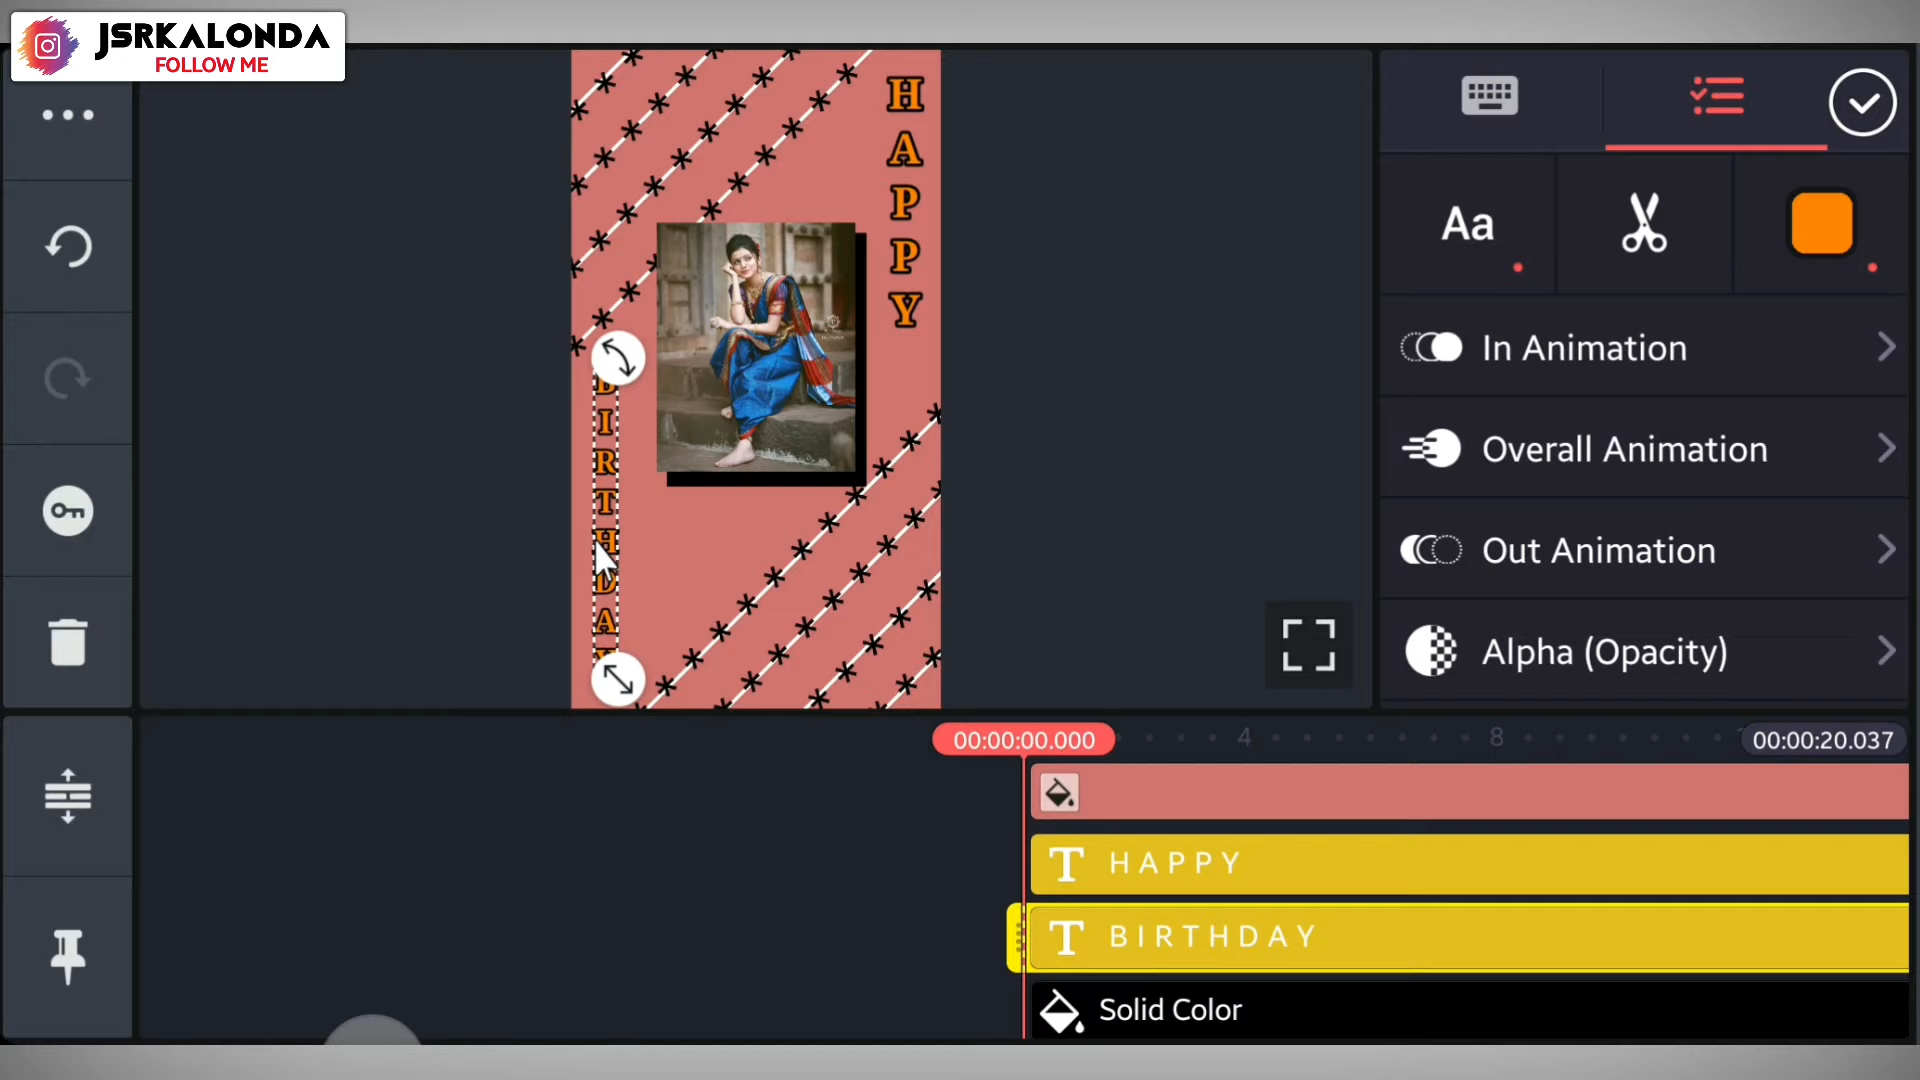 JSRKALONDA
FOLLOW ME
H
A
P
P
Y
B
I
R
T
H
D
A
Y
Aa
In Animation
Overall Animation
Out Animation
Alpha (Opacity)
00:00:00.000
4
8
00:00:20.037
T HAPPY
T BIRTHDAY
Solid Color